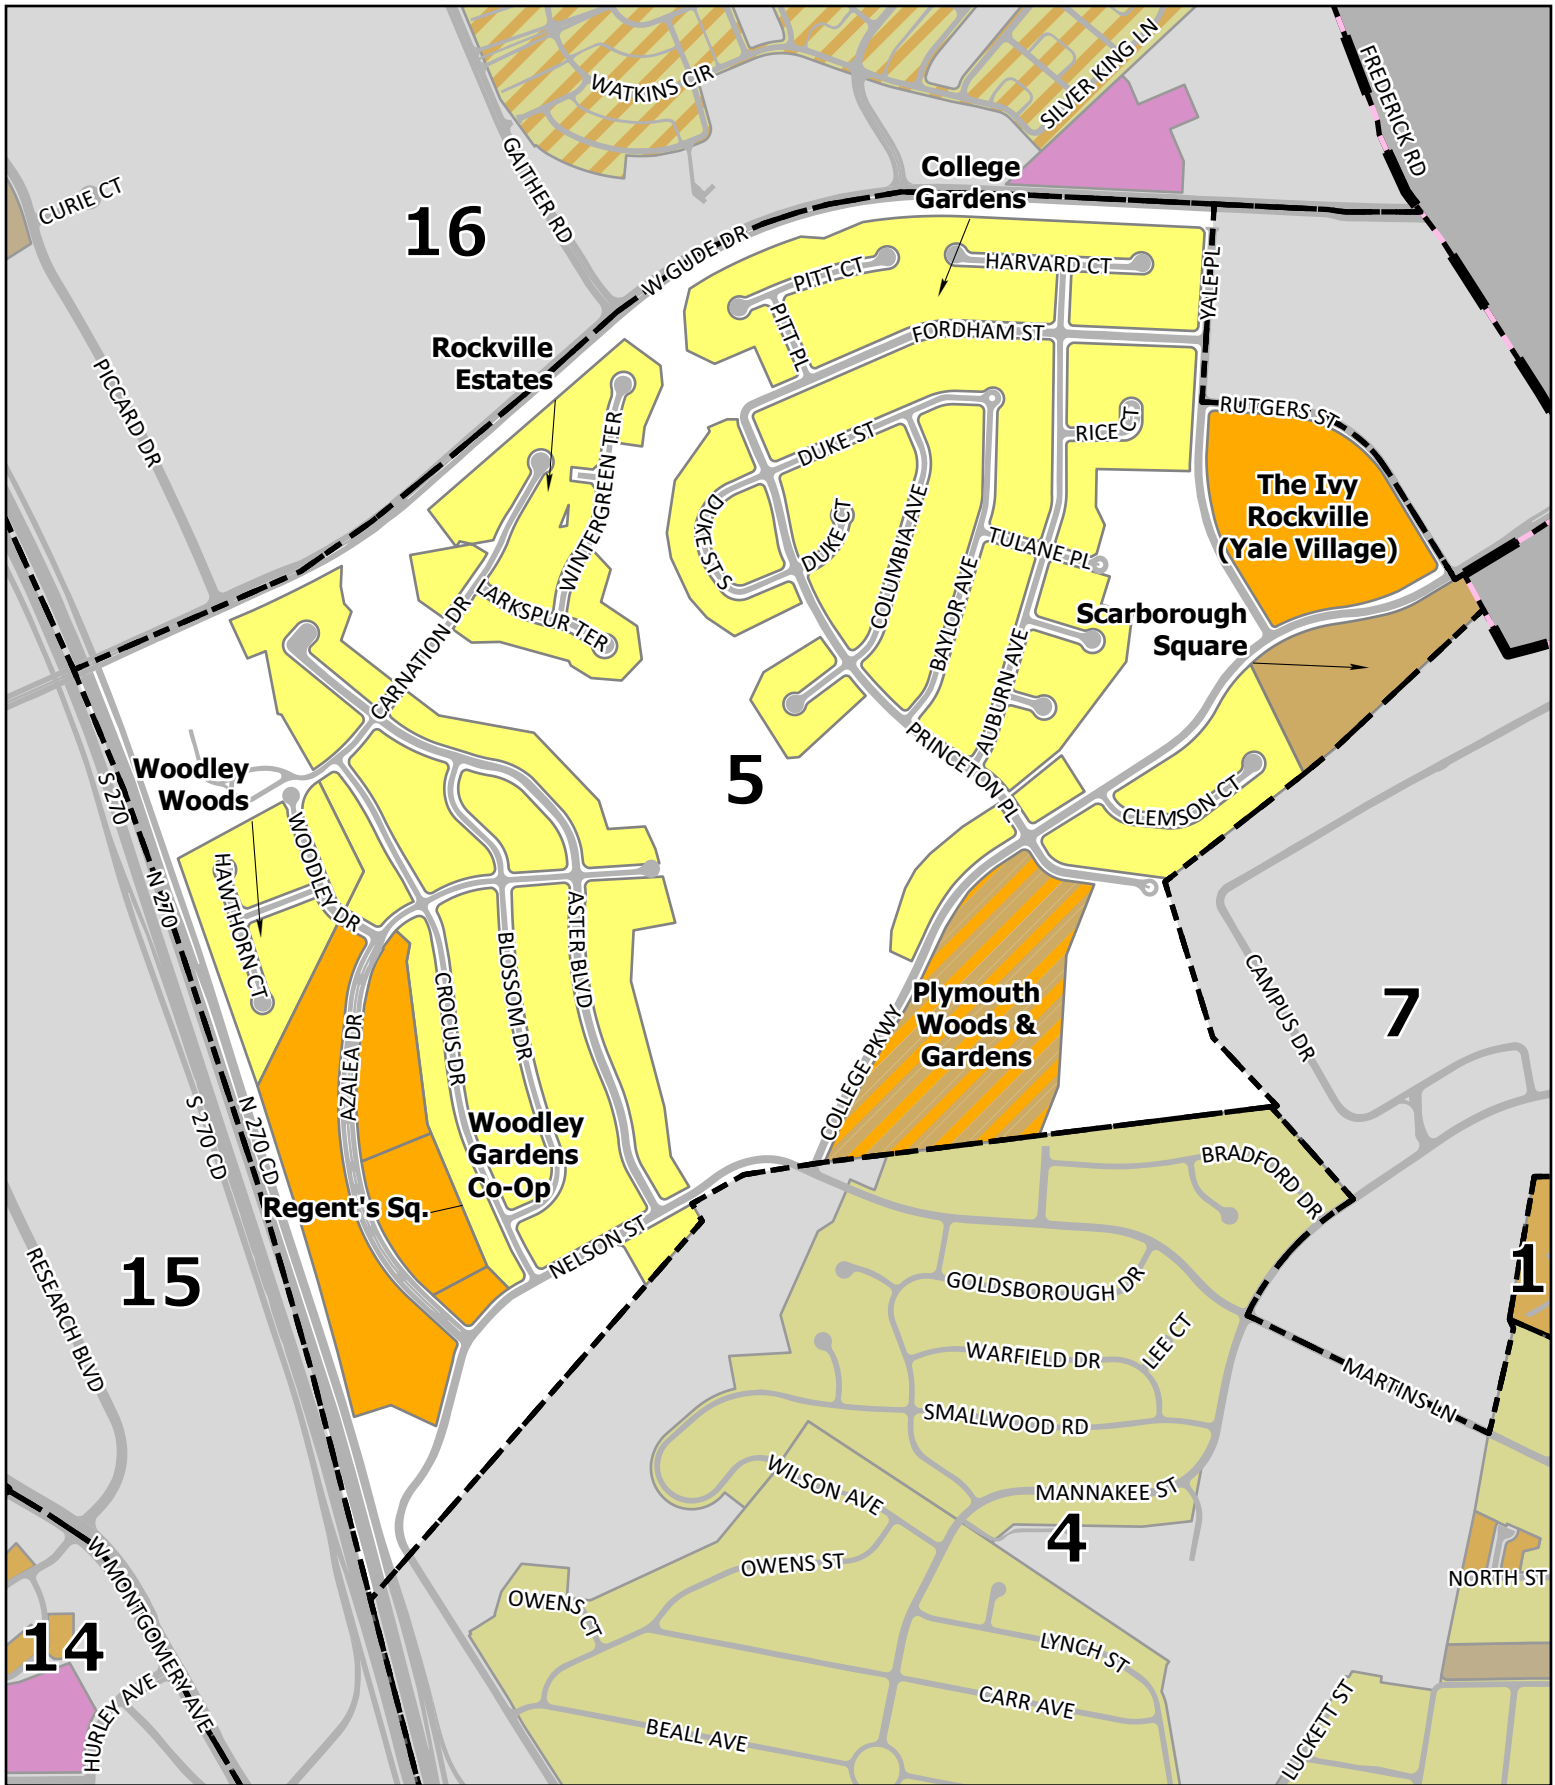 WATKINS CIR
SILVER KING LN
FREDERICK RD
GAITHER RD
CURIE CT
16
College
Gardens
W GUDE DR
PITT CT
HARVARD CT
YALE PL
PITT PL
FORDHAM ST
Rockville
Estates
PICCARD DR
RUTGERS ST
WINTERGREEN TER
DUKE ST
RICE CT
The Ivy
Rockville
(Yale Village)
DUKE ST S
DUKE CT
COLUMBIA AVE
TULANE PL
LARKSPUR TER
BAYLOR AVE
Scarborough
Square
CARNATION DR
AUBURN AVE
PRINCETON PL
5
Woodley
Woods
S 270
CLEMSON CT
WOODLEY DR
HAWTHORN CT
N 270
ASTER BLVD
BLOSSOM DR
CROCUS DR
CAMPUS DR
7
Plymouth
Woods &
Gardens
AZALEA DR
COLLEGE PKWY
S 270 CD
N 270 CD
Woodley
Gardens
Co-Op
Regent's Sq.
BRADFORD DR
NELSON ST
15
RESEARCH BLVD
GOLDSBOROUGH DR
1
LEE CT
WARFIELD DR
MARTINS LN
SMALLWOOD RD
WILSON AVE
MANNAKEE ST
4
W MONTGOMERY AVE
OWENS ST
NORTH ST
OWENS CT
14
LYNCH ST
HURLEY AVE
CARR AVE
LUCKETT ST
BEALL AVE